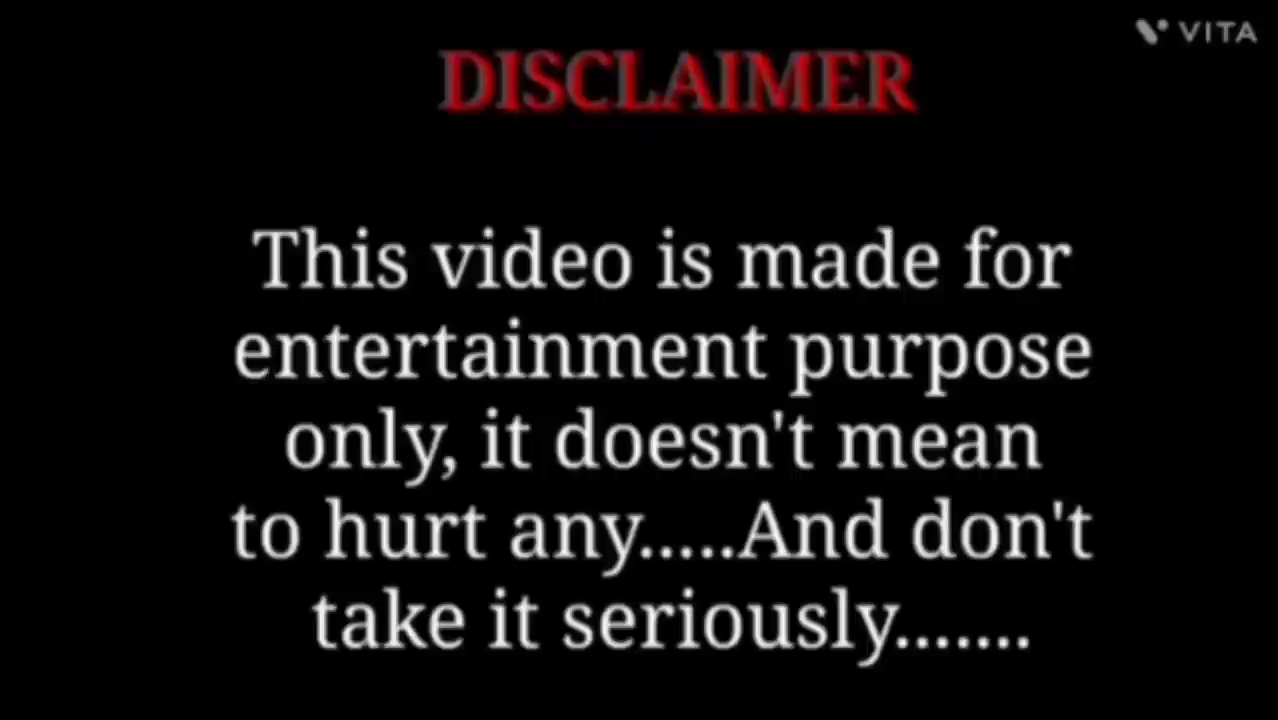 VITA
DISCLAIMER
This video is made for
entertainment purpose
only, it doesn't mean
to hurt any.....And don't
take it seriously.......